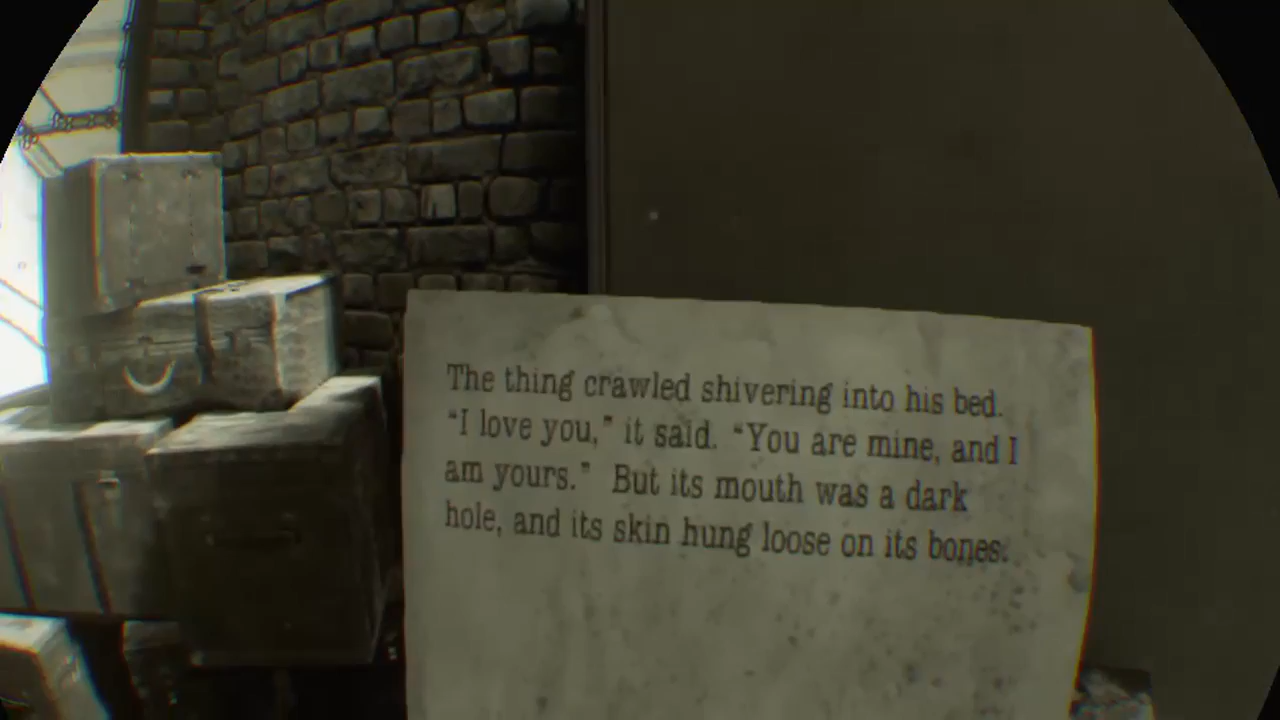 The thing crawled shivering into his bed.
“I love you,” it said. “You are mine, and I
am yours.”  But its mouth was a dark
hole, and its skin hung loose on its bones.